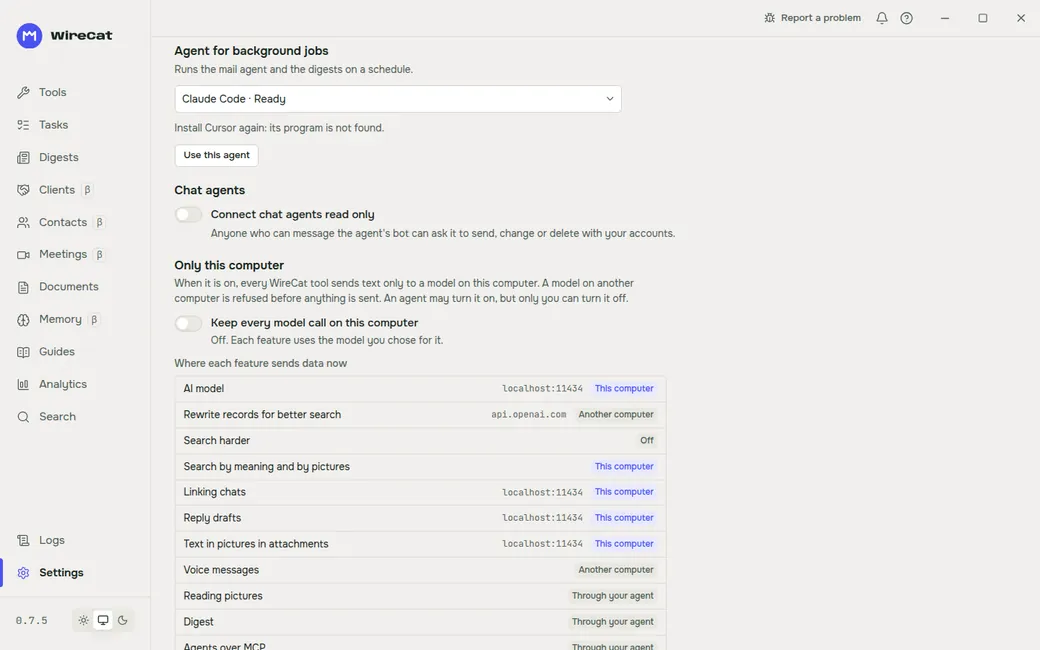 WireCat
Report a problem
Tools
Tasks
Digests
Clients β
Contacts β
Meetings β
Documents
Memory β
Guides
Analytics
Search
Logs
Settings
0.7.5
Agent for background jobs
Runs the mail agent and the digests on a schedule.
Claude Code · Ready
Install Cursor again: its program is not found.
Use this agent
Chat agents
Connect chat agents read only
Anyone who can message the agent's bot can ask it to send, change or delete with your accounts.
Only this computer
When it is on, every WireCat tool sends text only to a model on this computer. A model on another
computer is refused before anything is sent. An agent may turn it on, but only you can turn it off.
Keep every model call on this computer
Off. Each feature uses the model you chose for it.
Where each feature sends data now
AI model localhost:11434 This computer
Rewrite records for better search api.openai.com Another computer
Search harder Off
Search by meaning and by pictures This computer
Linking chats localhost:11434 This computer
Reply drafts localhost:11434 This computer
Text in pictures in attachments localhost:11434 This computer
Voice messages Another computer
Reading pictures Through your agent
Digest Through your agent
Agents over MCP Through your agent